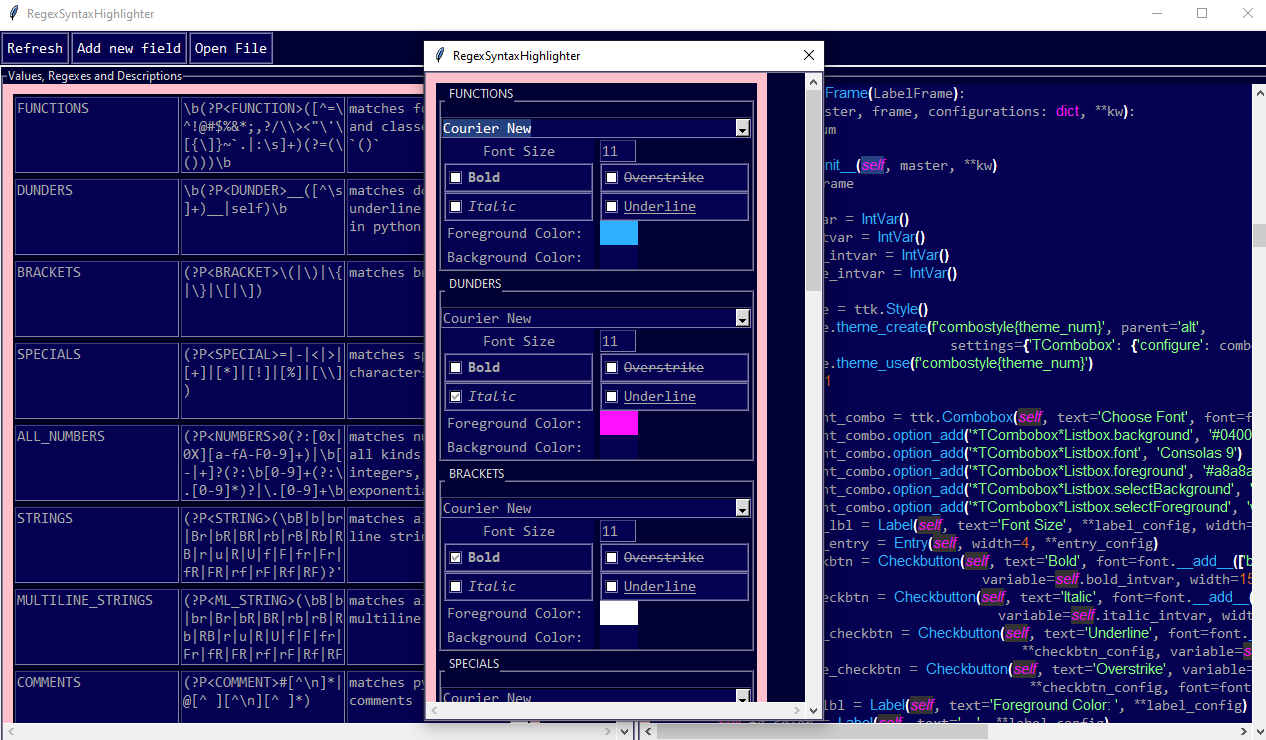 RegexSyntaxHighlighter
Refresh
Add new field
Open File
Values, Regexes and Descriptions
FUNCTIONS
\b(?P<FUNCTION>([^=\
^!@#$%&*;,?/\\><"\'\
[{\]}~`.|:\s]+)(?=(\
()))\b
matches fu
and classe
`()`
DUNDERS
\b(?P<DUNDER>__([^\s
]+)__|self)\b
matches do
underline
in python
BRACKETS
(?P<BRACKET>\(|\)|\{
|\}|\[|\])
matches br
SPECIALS
(?P<SPECIAL>=|-|<|>|
[+]|[*]|[!]|[%]|[\\]
)
matches sp
characters
ALL_NUMBERS
(?P<NUMBERS>0(?:[0x|
0X][a-fA-F0-9]+)|\b[
-|+]?(?:\b[0-9]+(?:\
.[0-9]*)?|\.[0-9]+\b
matches nu
all kinds
integers,
exponentia
STRINGS
(?P<STRING>(\bB|b|br
|Br|bR|BR|rb|rB|Rb|R
B|r|u|R|U|f|F|fr|Fr|
fR|FR|rf|rF|Rf|RF)?'
matches al
line strin
MULTILINE_STRINGS
(?P<ML_STRING>(\bB|b
|br|Br|bR|BR|rb|rB|R
b|RB|r|u|R|U|f|F|fr|
Fr|fR|FR|rf|rF|Rf|RF
matches al
multiline
COMMENTS
(?P<COMMENT>#[^\n]*|
@[^ ][^\n][^ ]*)
matches py
comments
RegexSyntaxHighlighter
FUNCTIONS
Courier New
Font Size
11
Bold
Overstrike
Italic
Underline
Foreground Color:
Background Color:
DUNDERS
Courier New
Font Size
11
Bold
Overstrike
Italic
Underline
Foreground Color:
Background Color:
BRACKETS
Courier New
Font Size
11
Bold
Overstrike
Italic
Underline
Foreground Color:
Background Color:
SPECIALS
Courier New
Frame(LabelFrame):
ster, frame, configurations: dict, **kw):
um
nit__(self, master, **kw)
rame
ar = IntVar()
tvar = IntVar()
_intvar = IntVar()
e_intvar = IntVar()
e = ttk.Style()
e.theme_create(f'combostyle{theme_num}', parent='alt',
settings={'TCombobox': {'configure': combo
e.theme_use(f'combostyle{theme_num}')
1
nt_combo = ttk.Combobox(self, text='Choose Font', font=f
nt_combo.option_add('*TCombobox*Listbox.background', '#0400
nt_combo.option_add('*TCombobox*Listbox.font', 'Consolas 9')
nt_combo.option_add('*TCombobox*Listbox.foreground', '#a8a8a
nt_combo.option_add('*TCombobox*Listbox.selectBackground', '
nt_combo.option_add('*TCombobox*Listbox.selectForeground', 'w
_lbl = Label(self, text='Font Size', **label_config, width=
_entry = Entry(self, width=4, **entry_config)
kbtn = Checkbutton(self, text='Bold', font=font.__add__(['b
variable=self.bold_intvar, width=15
eckbtn = Checkbutton(self, text='Italic', font=font.__add__(
variable=self.italic_intvar, widt
_checkbtn = Checkbutton(self, text='Underline', font=font._
**checkbtn_config, variable=s
e_checkbtn = Checkbutton(self, text='Overstrike', variable=
**checkbtn_config, font=font
lbl = Label(self, text='Foreground Color: ', **label_config)